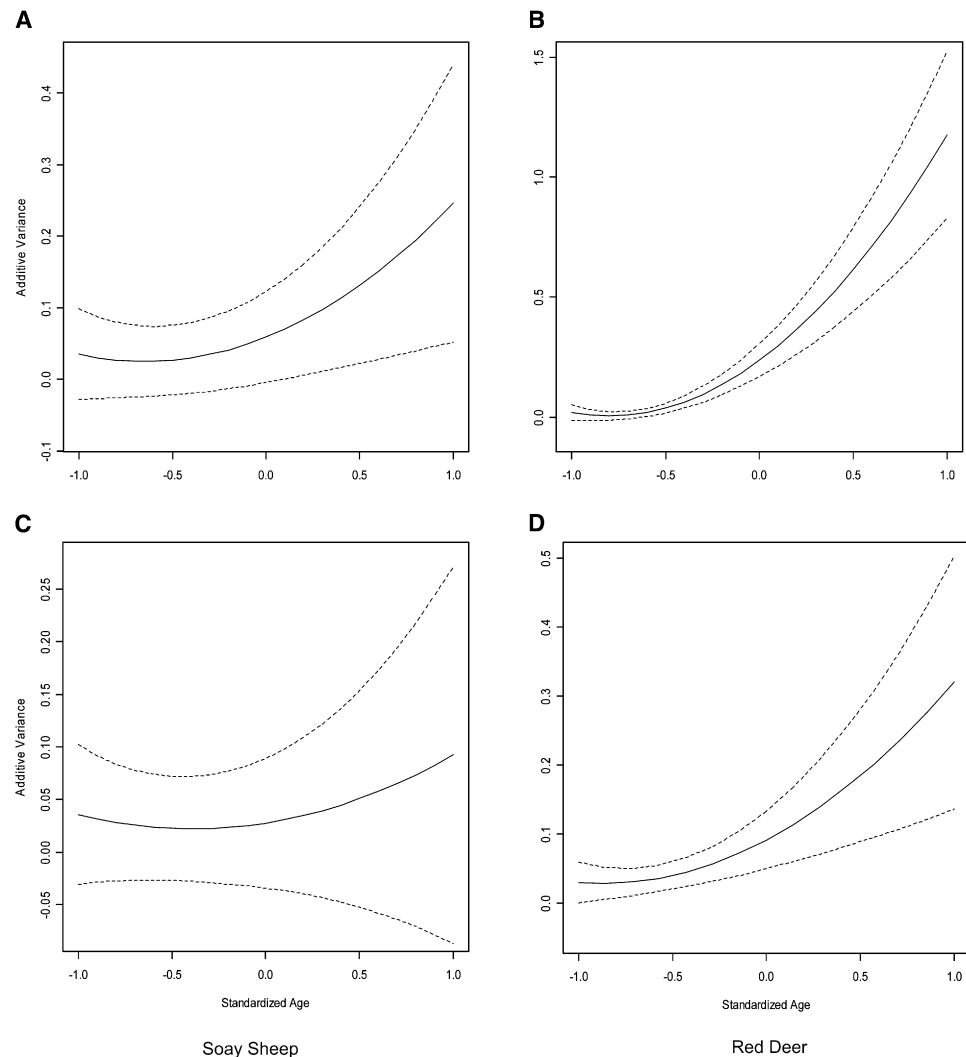 A
B
Additive Variance
0.4
0.3
0.2
0.1
0.0
-0.1
-1.0 -0.5 0.0 0.5 1.0
1.5
1.0
0.5
0.0
-1.0 -0.5 0.0 0.5 1.0
C
D
Additive Variance
0.25
0.20
0.15
0.10
0.05
0.00
-0.05
-1.0 -0.5 0.0 0.5 1.0
Standardized Age
0.5
0.4
0.3
0.2
0.1
0.0
-1.0 -0.5 0.0 0.5 1.0
Standardized Age
Soay Sheep
Red Deer